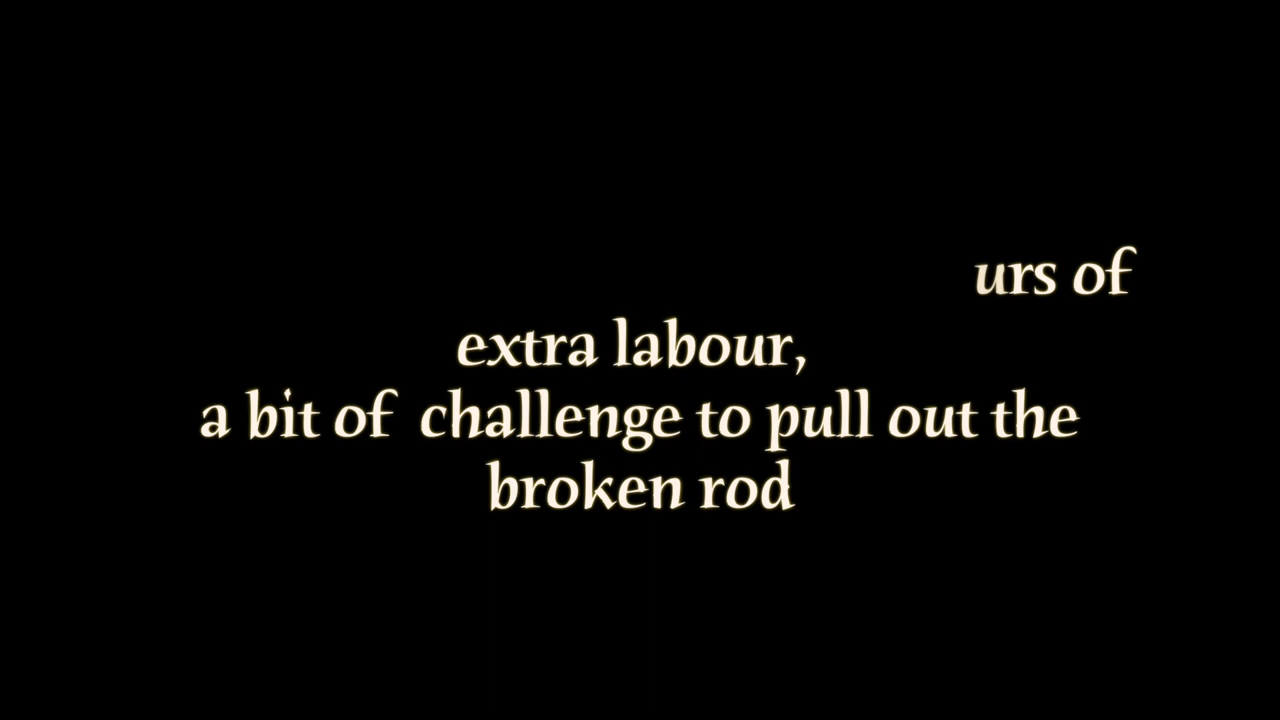 urs of
extra labour,
a bit of challenge to pull out the
broken rod